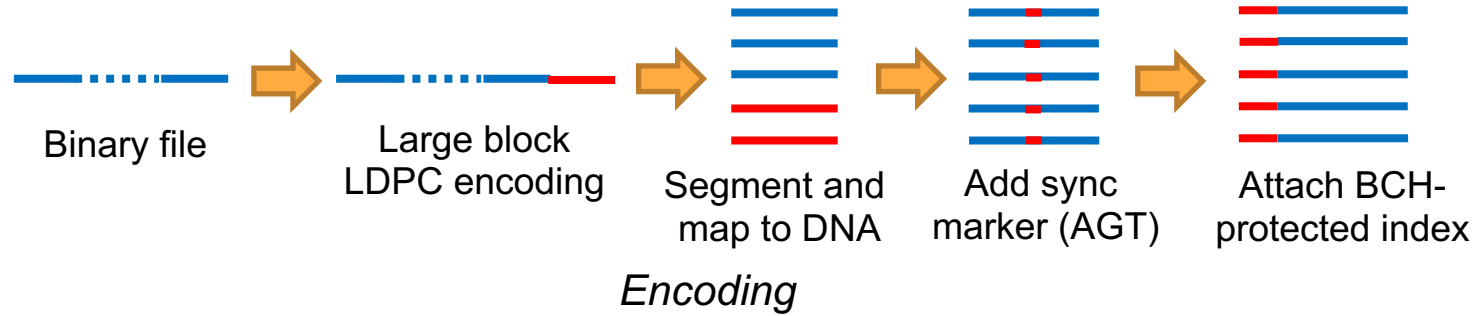 Binary file
Large block
LDPC encoding
Segment and
map to DNA
Add sync
marker (AGT)
Attach BCH-
protected index
Encoding